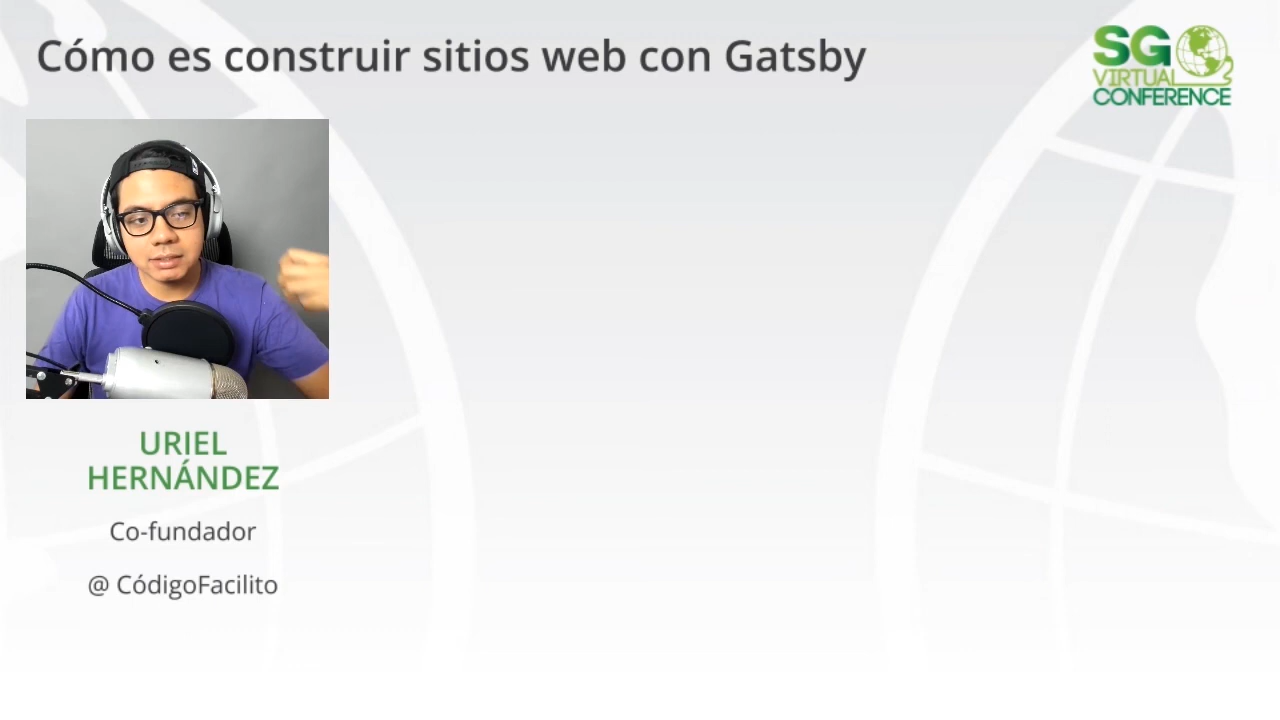 Cómo es construir sitios web con Gatsby
SG
VIRTUAL
CONFERENCE
URIEL
HERNÁNDEZ
Co-fundador
@ CódigoFacilito